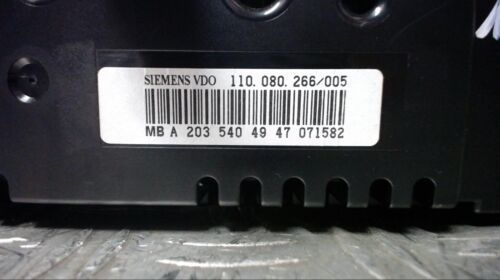 SIEMENS VDO 110.080.266/005
MB A 203 540 49 47 071582